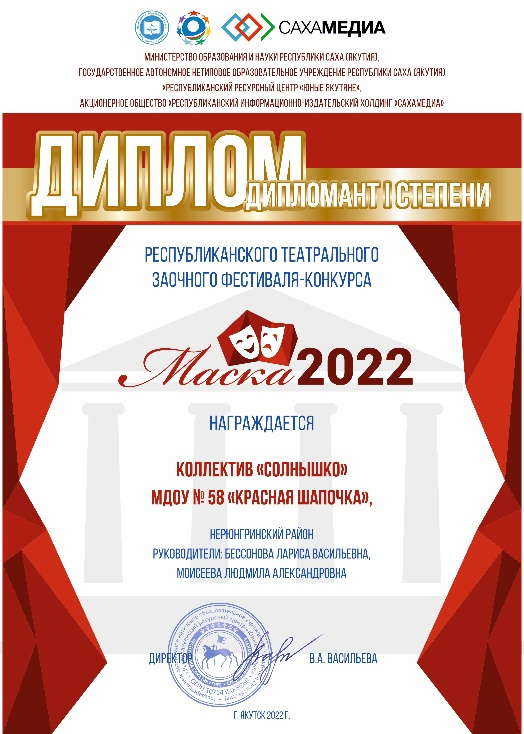 САХАМЕДИА
МИНИСТЕРСТВО ОБРАЗОВАНИЯ И НАУКИ РЕСПУБЛИКИ САХА (ЯКУТИЯ),
ГОСУДАРСТВЕННОЕ АВТОНОМНОЕ НЕТИПОВОЕ ОБРАЗОВАТЕЛЬНОЕ УЧРЕЖДЕНИЕ РЕСПУБЛИКИ САХА (ЯКУТИЯ)
«РЕСПУБЛИКАНСКИЙ РЕСУРСНЫЙ ЦЕНТР «ЮНЫЕ ЯКУТЯНЕ»,
АКЦИОНЕРНОЕ ОБЩЕСТВО «РЕСПУБЛИКАНСКИЙ ИНФОРМАЦИОННО-ИЗДАТЕЛЬСКИЙ ХОЛДИНГ «САХАМЕДИА»
ДИПЛОМ
ДИПЛОМАНТ I СТЕПЕНИ
РЕСПУБЛИКАНСКОГО ТЕАТРАЛЬНОГО
ЗАОЧНОГО ФЕСТИВАЛЯ-КОНКУРСА
Маска 2022
НАГРАЖДАЕТСЯ
КОЛЛЕКТИВ «СОЛНЫШКО»
МДОУ № 58 «КРАСНАЯ ШАПОЧКА»,
НЕРЮНГРИНСКИЙ РАЙОН
РУКОВОДИТЕЛИ: БЕССОНОВА ЛАРИСА ВАСИЛЬЕВНА,
МОИСЕЕВА ЛЮДМИЛА АЛЕКСАНДРОВНА
ДИРЕКТОР В.А. ВАСИЛЬЕВА
Г. ЯКУТСК 2022 Г.